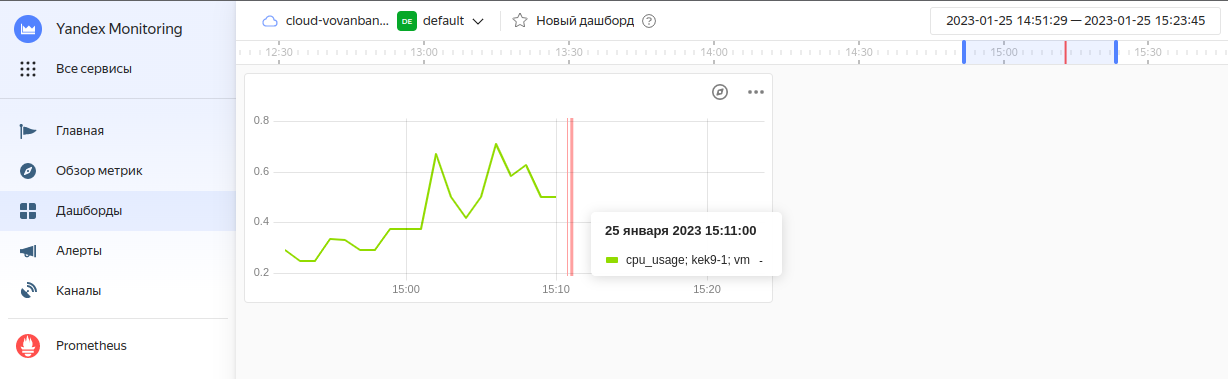 Yandex Monitoring
Все сервисы
Главная
Обзор метрик
Дашборды
Алерты
Каналы
Prometheus
cloud-vovanban... DE default Новый дашборд ?
2023-01-25 14:51:29 — 2023-01-25 15:23:45
12:30 13:00 13:30 14:00 14:30 15:00 15:30
0.8
0.6
0.4
0.2
15:00 15:10 15:20
25 января 2023 15:11:00
cpu_usage; kek9-1; vm -